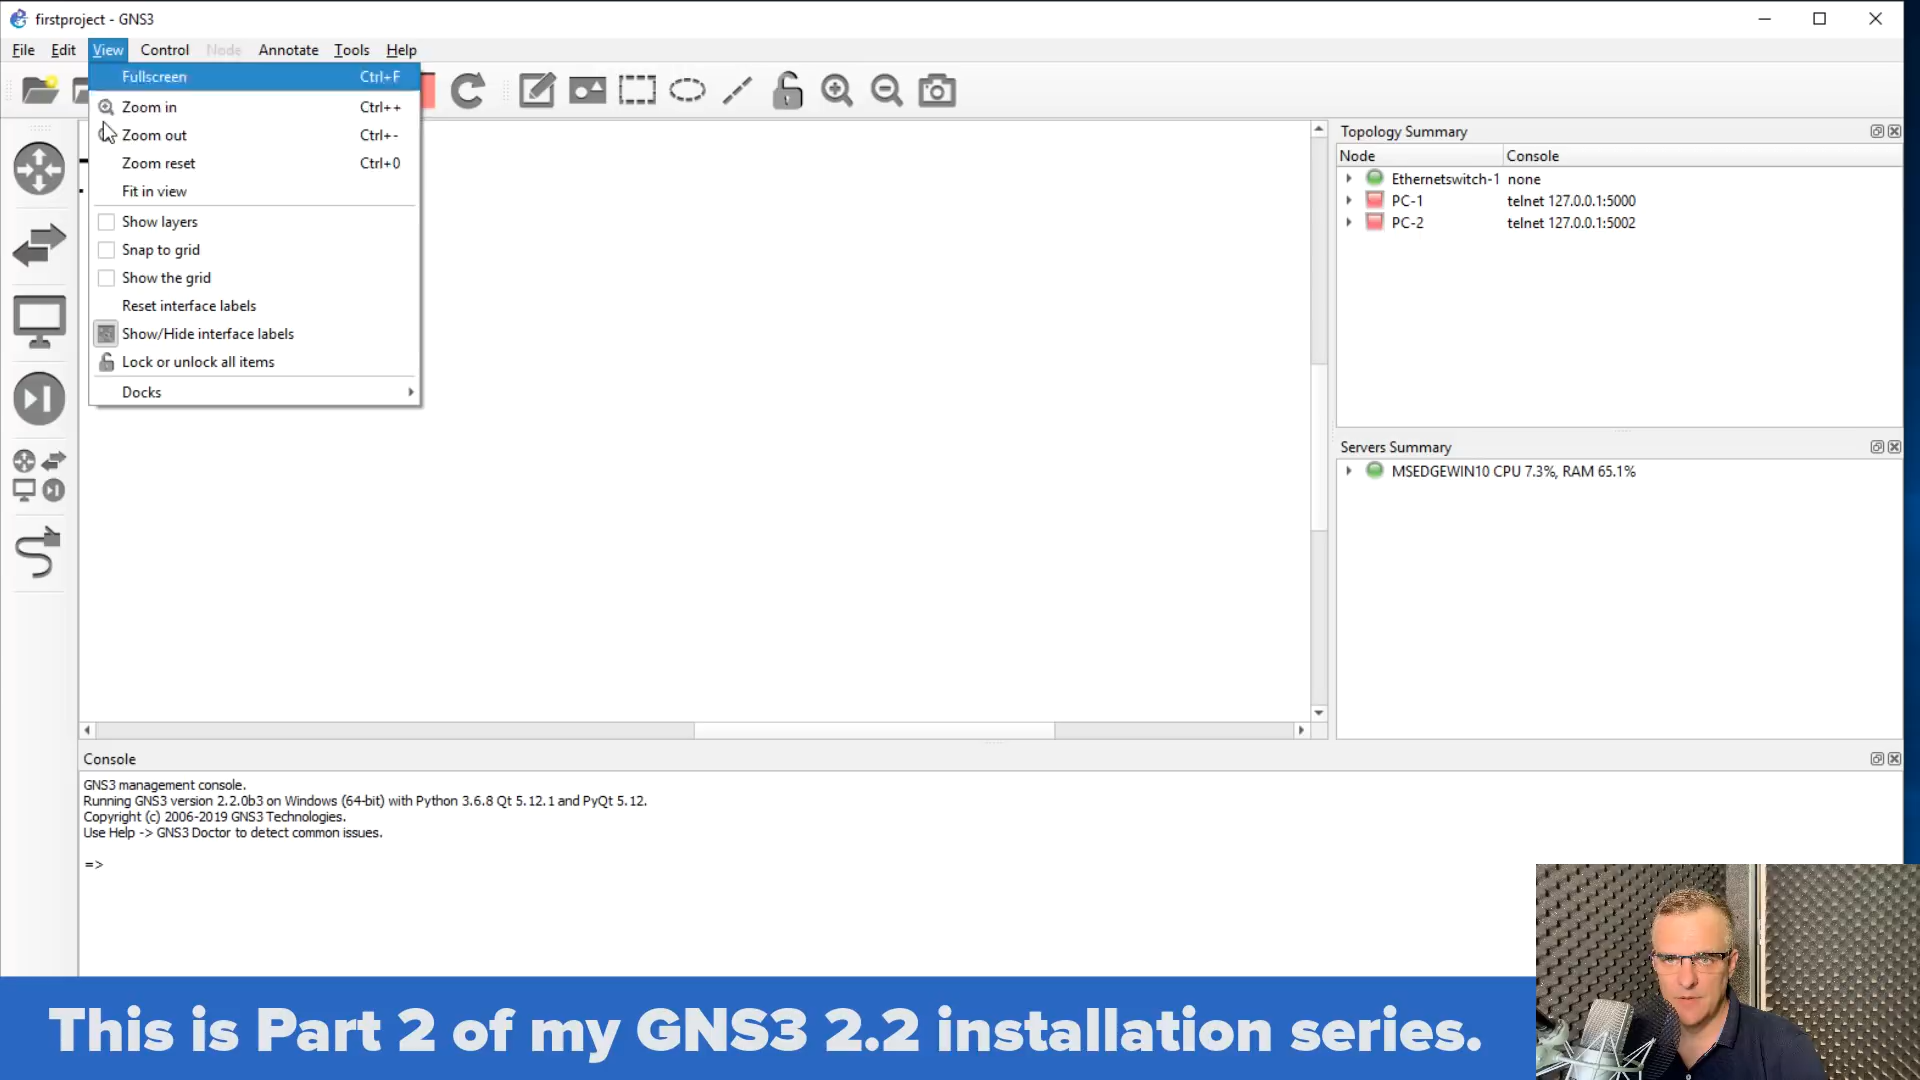 firstproject - GNS3
File Edit View Control Node Annotate Tools Help
Fullscreen Ctrl+F
Zoom in Ctrl++
Zoom out Ctrl+-
Zoom reset Ctrl+0
Fit in view
Show layers
Snap to grid
Show the grid
Reset interface labels
Show/Hide interface labels
Lock or unlock all items
Docks
Topology Summary
Node Console
Ethernetswitch-1 none
PC-1 telnet 127.0.0.1:5000
PC-2 telnet 127.0.0.1:5002
Servers Summary
MSEDGEWIN10 CPU 7.3%, RAM 65.1%
Console
GNS3 management console.
Running GNS3 version 2.2.0b3 on Windows (64-bit) with Python 3.6.8 Qt 5.12.1 and PyQt 5.12.
Copyright (c) 2006-2019 GNS3 Technologies.
Use Help -> GNS3 Doctor to detect common issues.
=>
This is Part 2 of my GNS3 2.2 installation series.